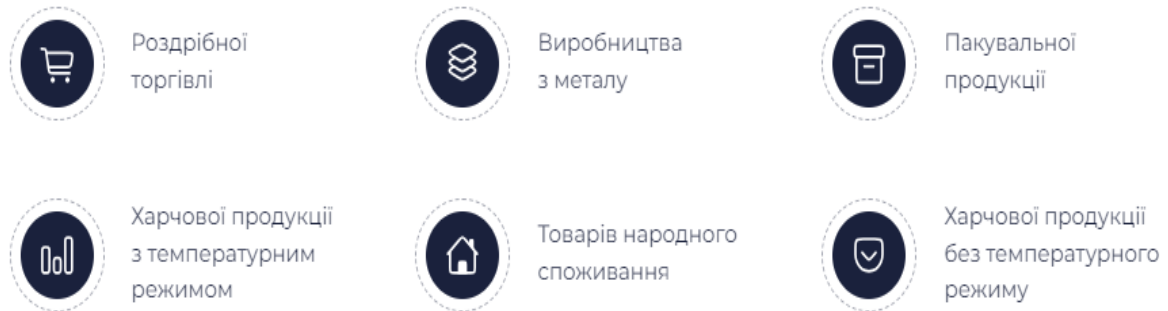 Роздрібної
торгівлі
Виробництва
з металу
Пакувальної
продукції
Харчової продукції
з температурним
режимом
Товарів народного
споживання
Харчової продукції
без температурного
режиму